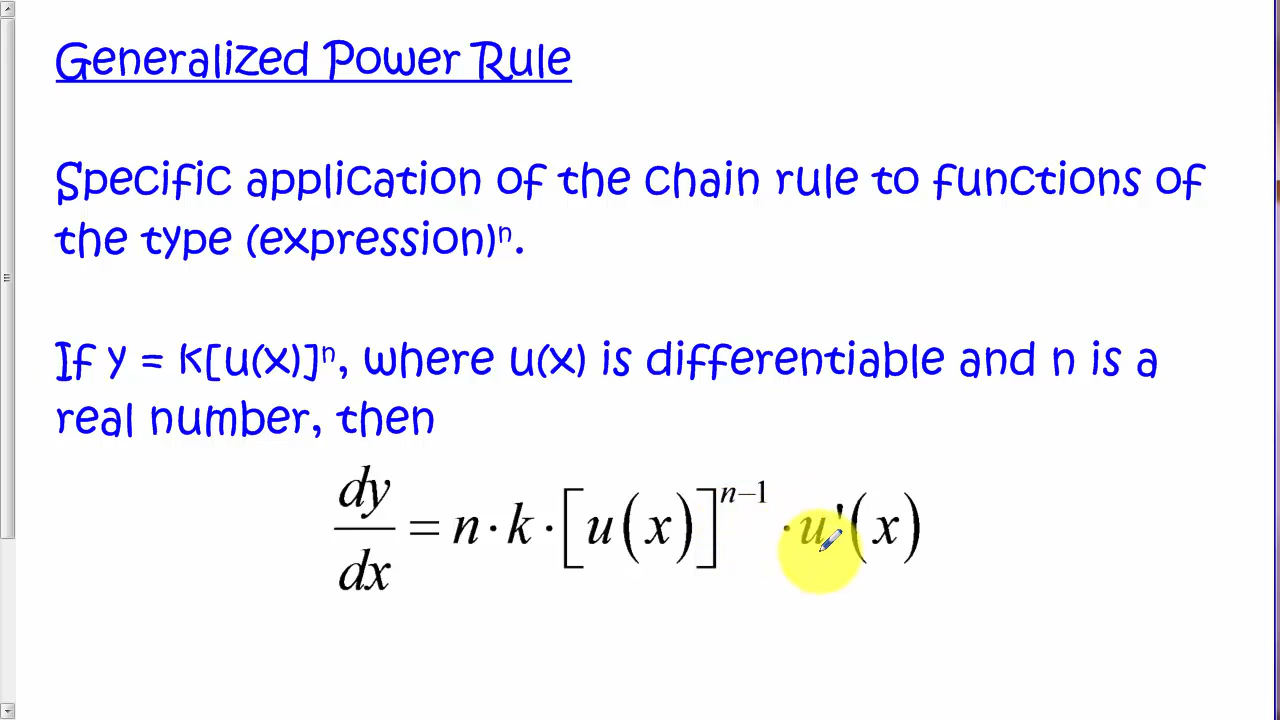 Generalized Power Rule
Specific application of the chain rule to functions of
the type (expression)ⁿ.
If y = k[u(x)]ⁿ, where u(x) is differentiable and n is a
real number, then
dy/dx = n · k · [u(x)]ⁿ⁻¹ · u'(x)